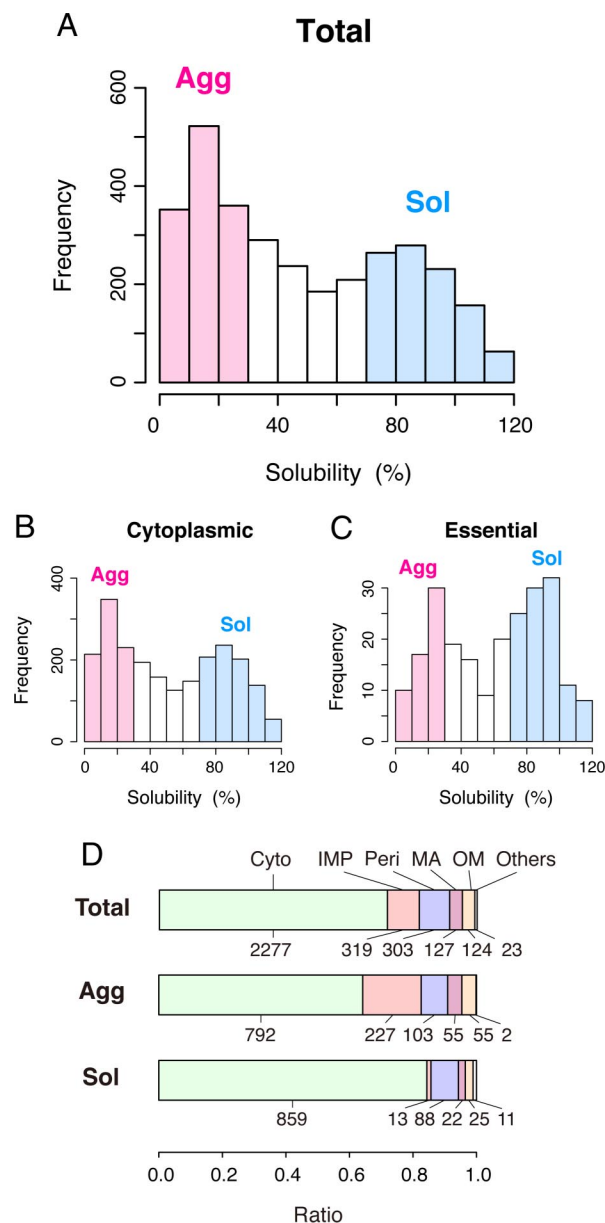 A
Total
Agg
Sol
Frequency
0 200 400 600
0 40 80 120
Solubility (%)
B
Cytoplasmic
Agg
Sol
Frequency
0 200 400
0 40 80 120
Solubility (%)
C
Essential
Agg
Sol
Frequency
0 10 20 30
0 40 80 120
Solubility (%)
D
Cyto IMP Peri MA OM Others
Total
2277 319 303 127 124 23
Agg
792 227 103 55 55 2
Sol
859 13 88 22 25 11
0.0 0.2 0.4 0.6 0.8 1.0
Ratio